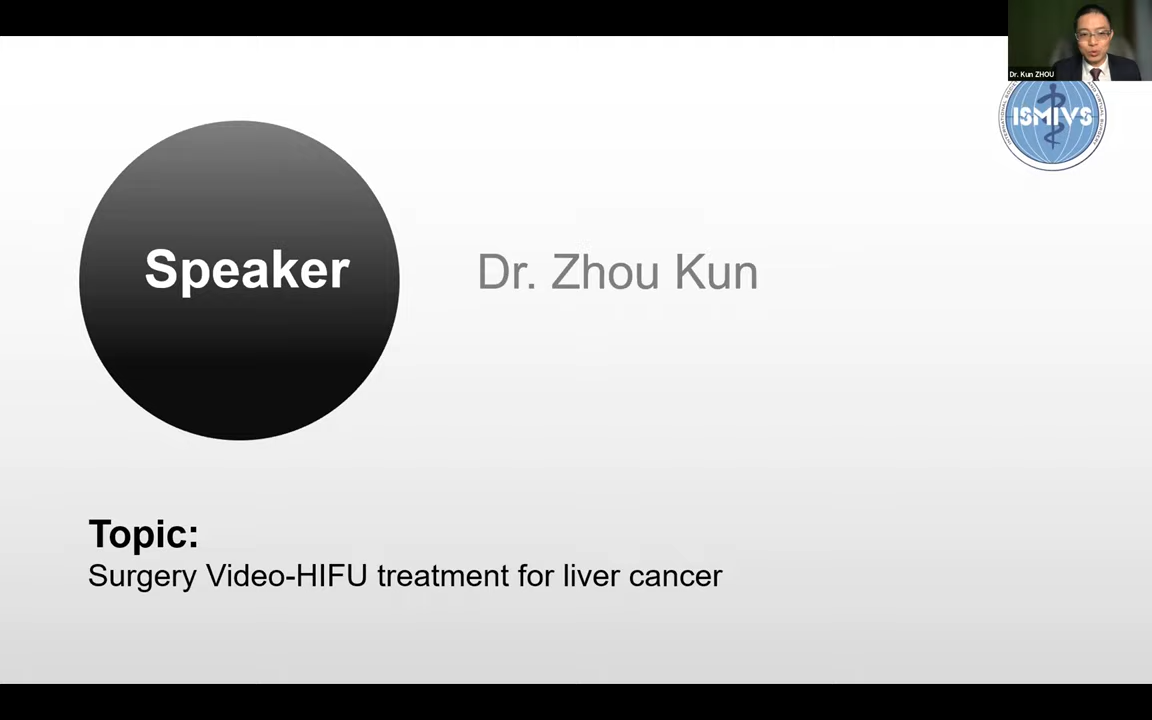 Dr. Kun ZHOU
ISMIVS
Speaker
Dr. Zhou Kun
Topic:
Surgery Video-HIFU treatment for liver cancer